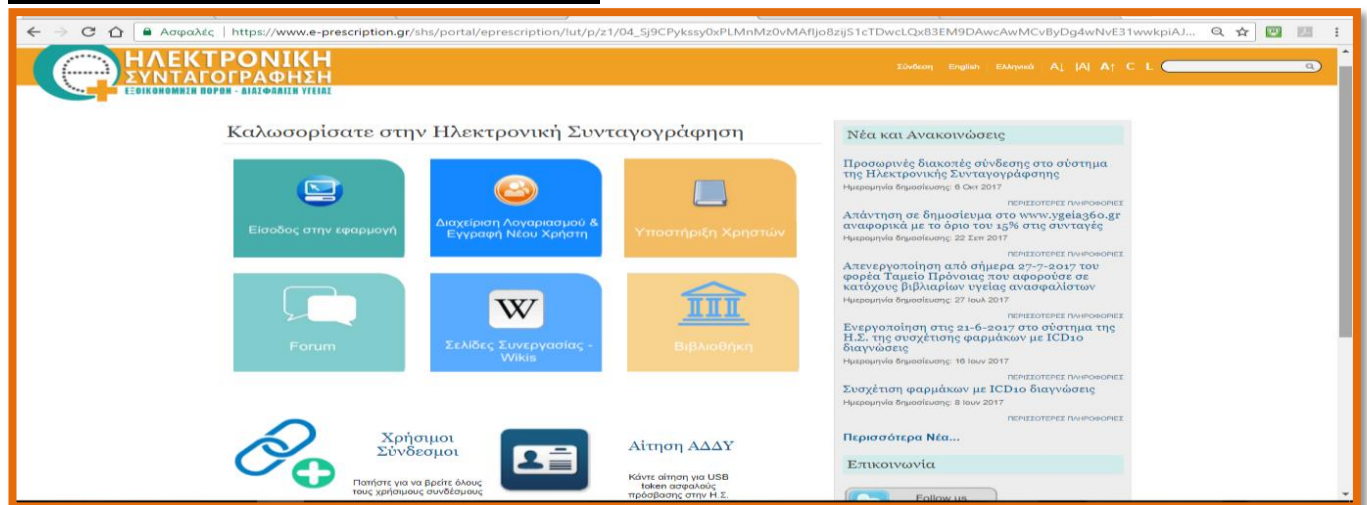 Ασφαλές | https://www.e-prescription.gr/shs/portal/eprescription/
ΗΛΕΚΤΡΟΝΙΚΗ
ΣΥΝΤΑΓΟΓΡΑΦΗΣΗ
ΕΞΟΙΚΟΝΟΜΗΣΗ ΠΟΡΩΝ - ΔΙΑΣΦΑΛΙΣΗ ΥΓΕΙΑΣ
Σύνδεση English Ελληνικά A↓ |A| A↑ C L
Καλωσορίσατε στην Ηλεκτρονική Συνταγογράφηση
Είσοδος στην εφαρμογή
Διαχείριση Λογαριασμού &
Εγγραφή Νέου Χρήστη
Υποστήριξη Χρηστών
Forum
W
Σελίδες Συνεργασίας -
Wikis
Βιβλιοθήκη
Χρήσιμοι
Σύνδεσμοι
Πατήστε για να βρείτε όλους
τους χρήσιμους συνδέσμους
Αίτηση ΑΔΔΥ
Κάντε αίτηση για USB
token ασφαλούς
πρόσβασης στην Η.Σ.
Νέα και Ανακοινώσεις
Προσωρινές διακοπές σύνδεσης στο σύστημα
της Ηλεκτρονικής Συνταγογράφσησης
Ημερομηνία δημοσίευσης: 6 Οκτ 2017
ΠΕΡΙΣΣΟΤΕΡΕΣ ΠΛΗΡΟΦΟΡΙΕΣ
Απάντηση σε δημοσίευμα στο www.ygeia360.gr
αναφορικά με το όριο του 15% στις συνταγές
Ημερομηνία δημοσίευσης: 22 Σεπ 2017
ΠΕΡΙΣΣΟΤΕΡΕΣ ΠΛΗΡΟΦΟΡΙΕΣ
Απενεργοποίηση από σήμερα 27-7-2017 του
φορέα Ταμείο Πρόνοιας που αφορούσε σε
κατόχους βιβλιαρίων υγείας ανασφαλίστων
Ημερομηνία δημοσίευσης: 27 Ιουλ 2017
ΠΕΡΙΣΣΟΤΕΡΕΣ ΠΛΗΡΟΦΟΡΙΕΣ
Ενεργοποίηση στις 21-6-2017 στο σύστημα της
Η.Σ. της συσχέτισης φαρμάκων με ICD10
διαγνώσεις
Ημερομηνία δημοσίευσης: 16 Ιουν 2017
ΠΕΡΙΣΣΟΤΕΡΕΣ ΠΛΗΡΟΦΟΡΙΕΣ
Συσχέτιση φαρμάκων με ICD10 διαγνώσεις
Ημερομηνία δημοσίευσης: 8 Ιουν 2017
ΠΕΡΙΣΣΟΤΕΡΕΣ ΠΛΗΡΟΦΟΡΙΕΣ
Περισσότερα Νέα...
Επικοινωνία
Follow us